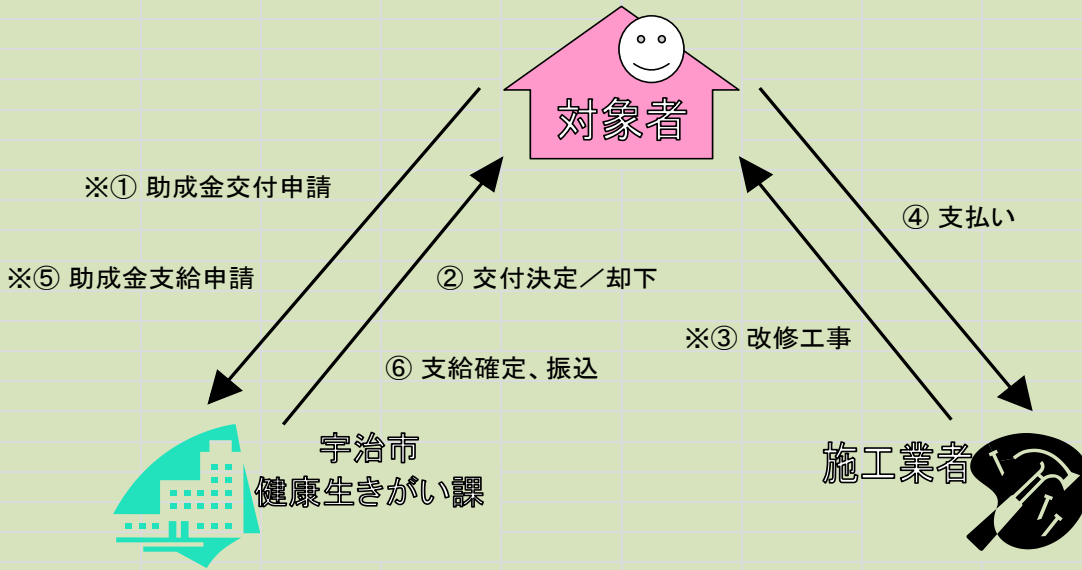 対象者
※① 助成金交付申請
④ 支払い
※⑤ 助成金支給申請
② 交付決定／却下
※③ 改修工事
⑥ 支給確定、振込
宇治市
健康生きがい課
施工業者